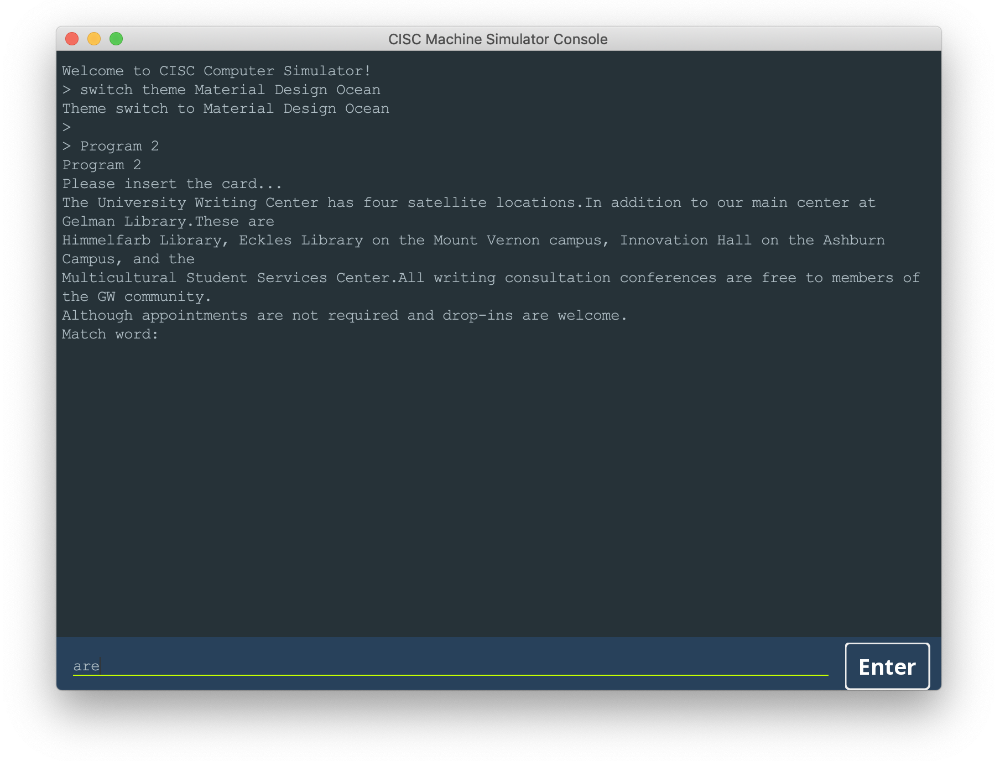 CISC Machine Simulator Console
Welcome to CISC Computer Simulator!
> switch theme Material Design Ocean
Theme switch to Material Design Ocean
>
> Program 2
Program 2
Please insert the card...
The University Writing Center has four satellite locations.In addition to our main center at
Gelman Library.These are
Himmelfarb Library, Eckles Library on the Mount Vernon campus, Innovation Hall on the Ashburn
Campus, and the
Multicultural Student Services Center.All writing consultation conferences are free to members of
the GW community.
Although appointments are not required and drop-ins are welcome.
Match word:
are
Enter